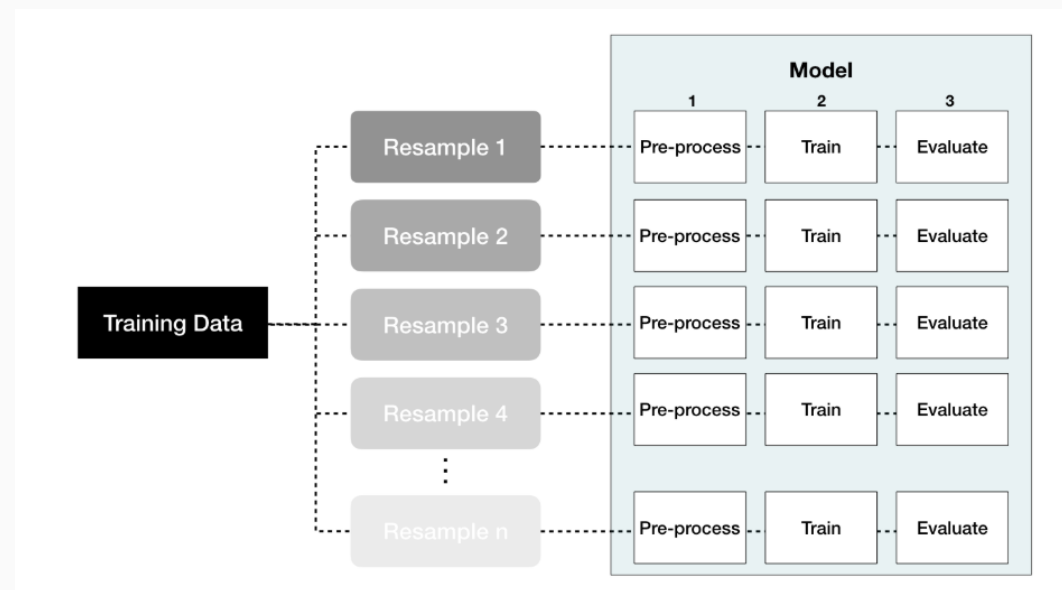 Model
1 2 3
Resample 1 Pre-process Train Evaluate
Resample 2 Pre-process Train Evaluate
Training Data Resample 3 Pre-process Train Evaluate
Resample 4 Pre-process Train Evaluate
Resample n Pre-process Train Evaluate